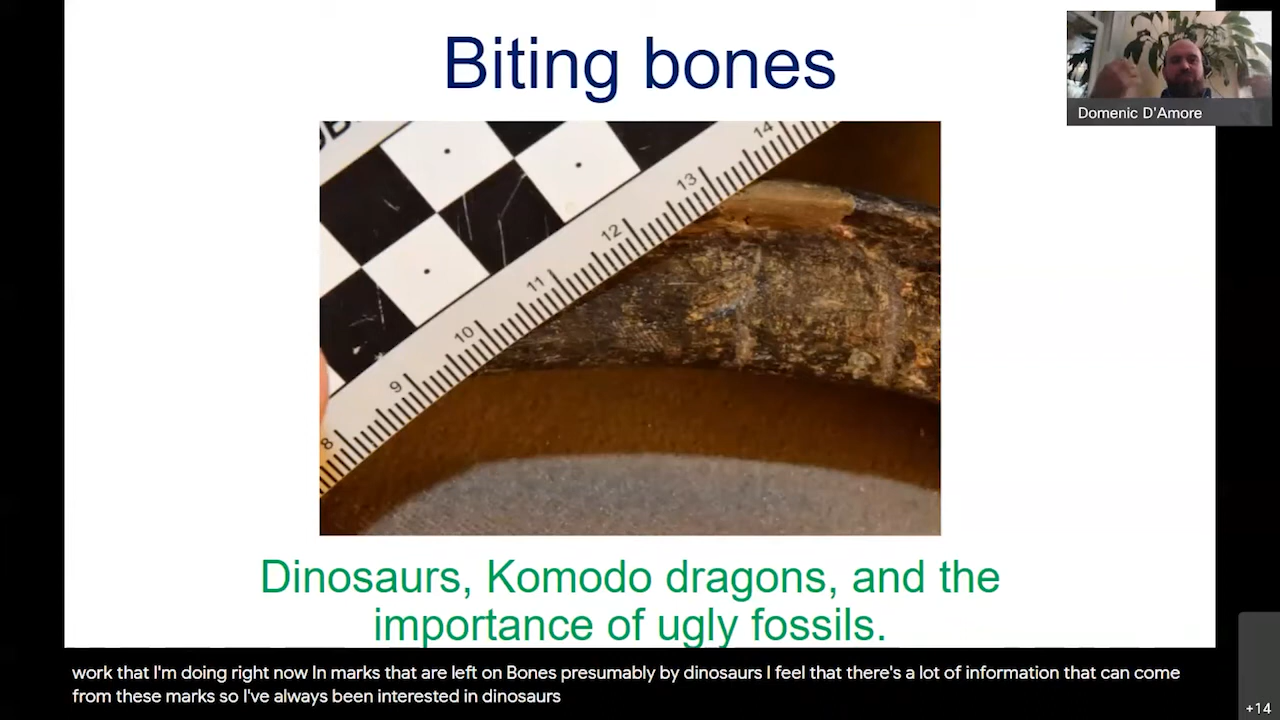 Biting bones
Domenic D'Amore
14
13
12
11
10
9
8
Dinosaurs, Komodo dragons, and the
importance of ugly fossils.
work that I'm doing right now In marks that are left on Bones presumably by dinosaurs I feel that there's a lot of information that can come
from these marks so I've always been interested in dinosaurs
+14